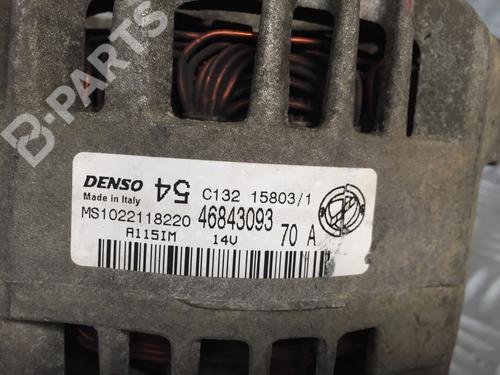 B-PARTS
DENSO 54 C132 15803/1
Made in Italy
MS1022118220 46843093 70 A
A115IM 14V